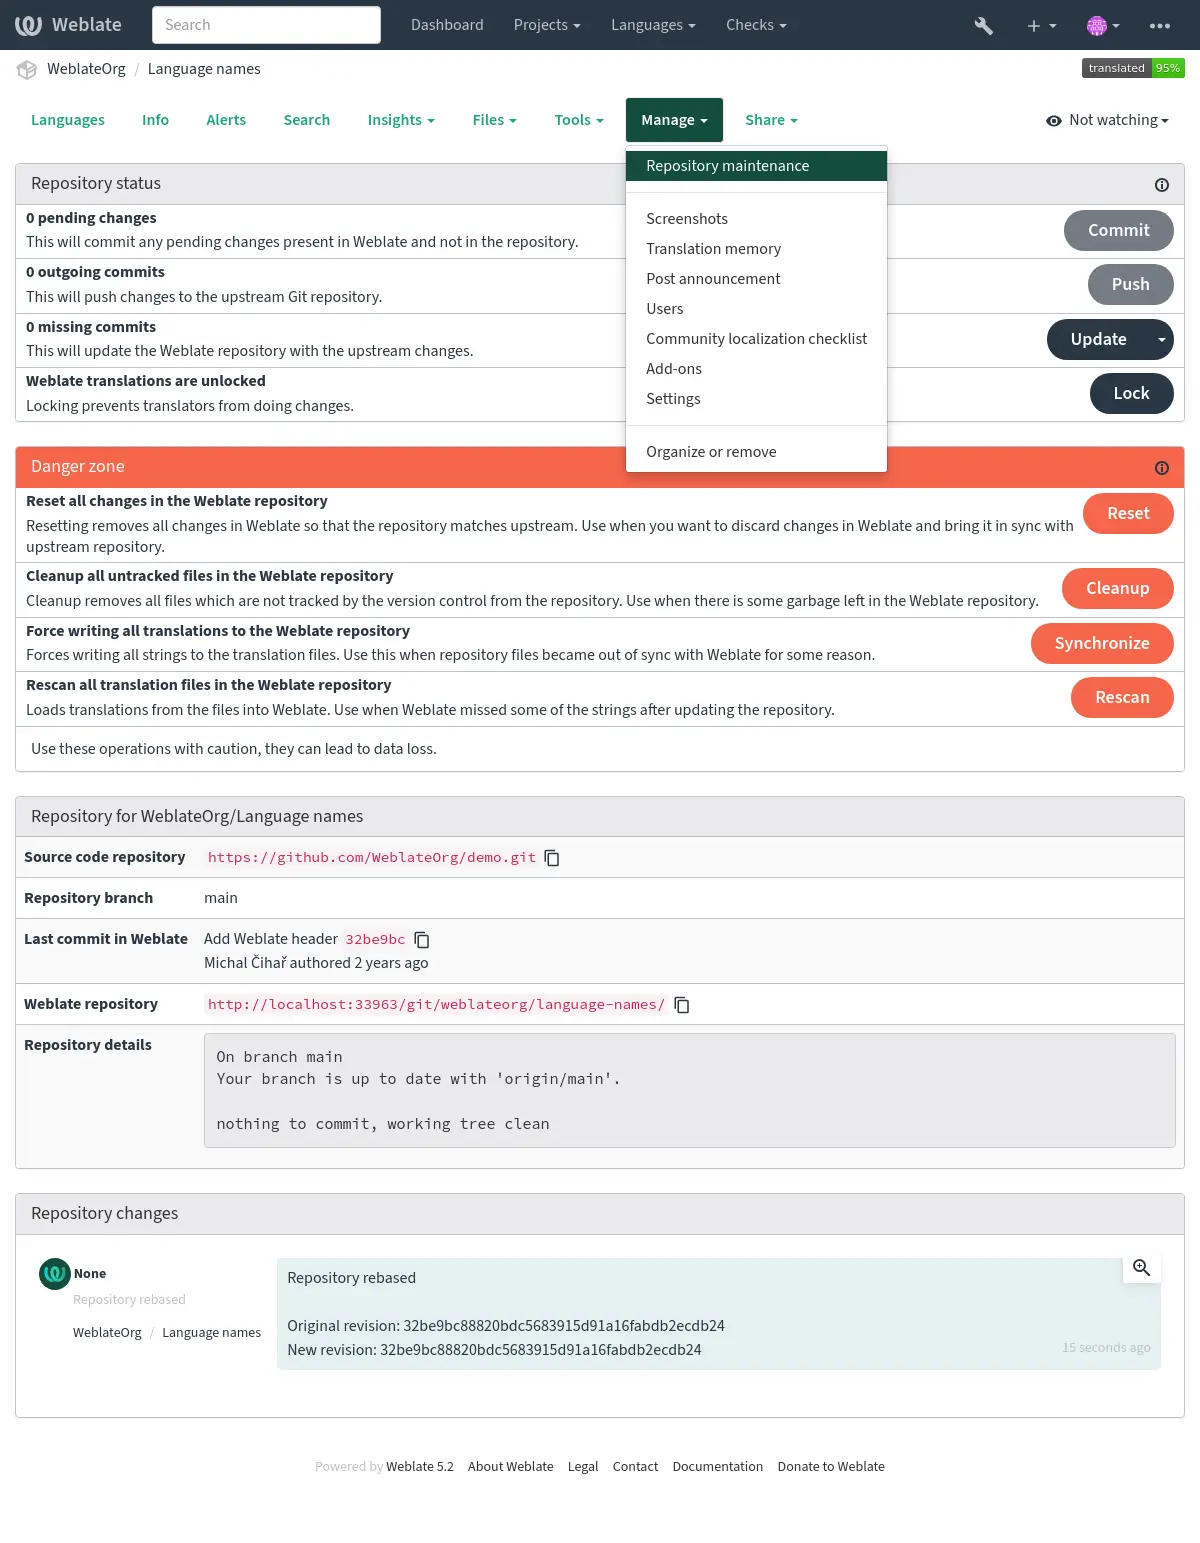 Weblate
Search
Dashboard
Projects
Languages
Checks
WeblateOrg / Language names
translated 95%
Languages
Info
Alerts
Search
Insights
Files
Tools
Manage
Share
Not watching
Repository maintenance
Screenshots
Translation memory
Post announcement
Users
Community localization checklist
Add-ons
Settings
Organize or remove
Repository status
0 pending changes
This will commit any pending changes present in Weblate and not in the repository.
Commit
0 outgoing commits
This will push changes to the upstream Git repository.
Push
0 missing commits
This will update the Weblate repository with the upstream changes.
Update
Weblate translations are unlocked
Locking prevents translators from doing changes.
Lock
Danger zone
Reset all changes in the Weblate repository
Resetting removes all changes in Weblate so that the repository matches upstream. Use when you want to discard changes in Weblate and bring it in sync with
upstream repository.
Reset
Cleanup all untracked files in the Weblate repository
Cleanup removes all files which are not tracked by the version control from the repository. Use when there is some garbage left in the Weblate repository.
Cleanup
Force writing all translations to the Weblate repository
Forces writing all strings to the translation files. Use this when repository files became out of sync with Weblate for some reason.
Synchronize
Rescan all translation files in the Weblate repository
Loads translations from the files into Weblate. Use when Weblate missed some of the strings after updating the repository.
Rescan
Use these operations with caution, they can lead to data loss.
Repository for WeblateOrg/Language names
Source code repository https://github.com/WeblateOrg/demo.git
Repository branch main
Last commit in Weblate Add Weblate header 32be9bc
Michal Čihař authored 2 years ago
Weblate repository http://localhost:33963/git/weblateorg/language-names/
Repository details
On branch main
Your branch is up to date with 'origin/main'.
nothing to commit, working tree clean
Repository changes
None
Repository rebased
WeblateOrg / Language names
Repository rebased
Original revision: 32be9bc88820bdc5683915d91a16fabdb2ecdb24
New revision: 32be9bc88820bdc5683915d91a16fabdb2ecdb24
15 seconds ago
Powered by Weblate 5.2 About Weblate Legal Contact Documentation Donate to Weblate